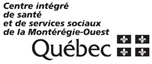 Centre intégré
de santé
et de services sociaux
de la Montérégie-Ouest
Québec